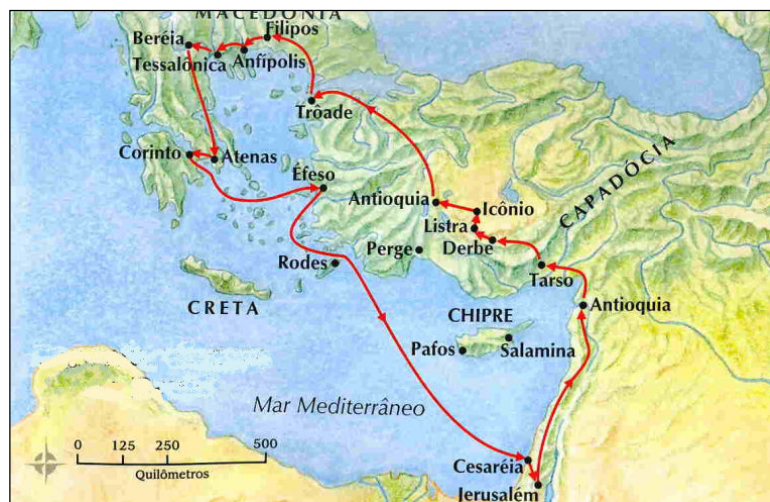 MACEDÔNIA
Filipos
Beréia
Anfípolis
Tessalônica
Trôade
Corinto
Atenas
Éfeso
Antioquia
Icônio
CAPADÓCIA
Listra
Derbe
Perge
Tarso
Rodes
Antioquia
CRETA
CHIPRE
Pafos
Salamina
Mar Mediterrâneo
0 125 250 500
Quilômetros
Cesaréia
Jerusalém